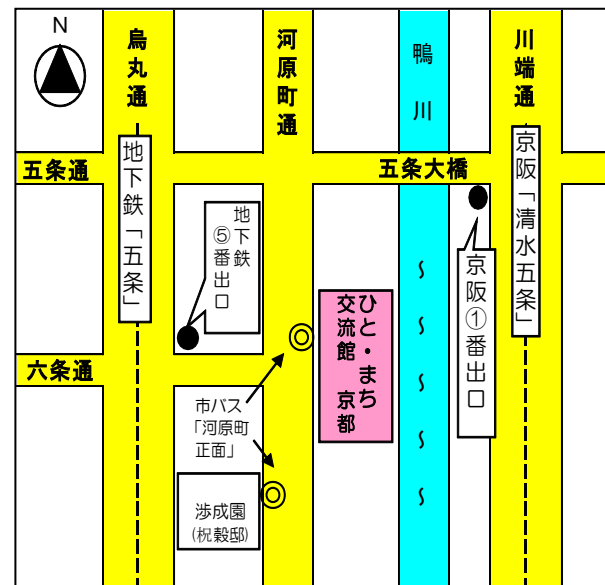 N
烏丸通
河原町通
鴨川
川端通
五条通
五条大橋
地下鉄「五条」
地下鉄
⑤番出口
京阪「清水五条」
京阪①番出口
ひと・まち
交流館 京都
六条通
市バス
「河原町
正面」
渉成園
(枳殻邸)